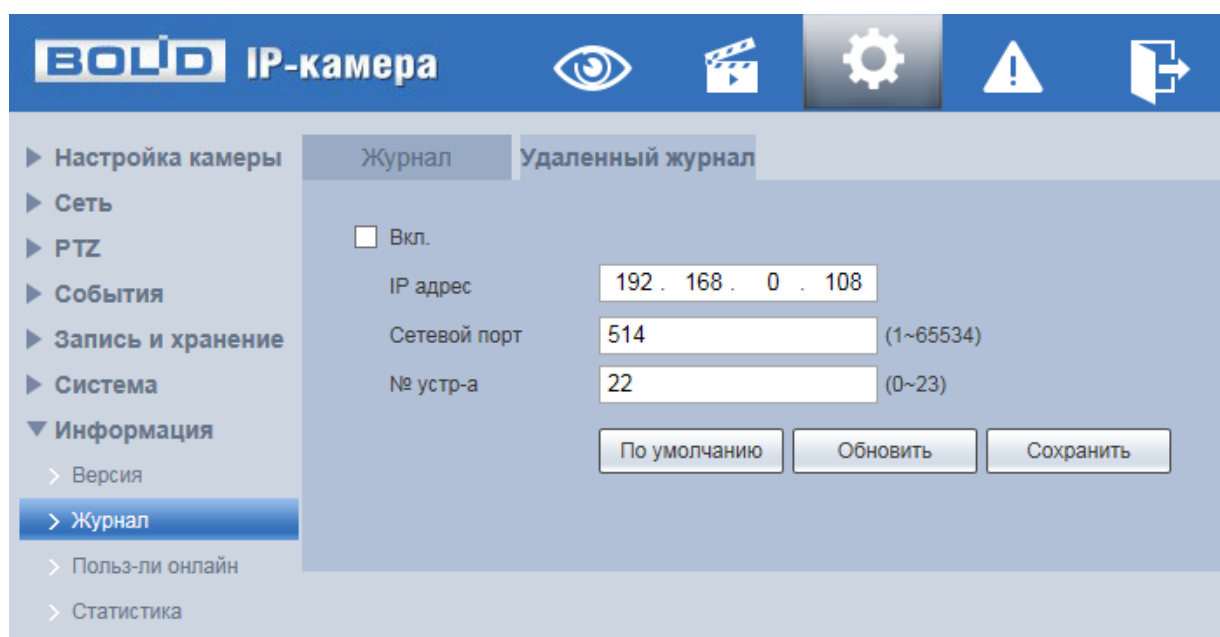 BOLID IP-камера
Настройка камеры
Сеть
PTZ
События
Запись и хранение
Система
Информация
Версия
Журнал
Польз-ли онлайн
Статистика
Журнал Удаленный журнал
Вкл.
IP адрес 192 . 168 . 0 . 108
Сетевой порт 514 (1~65534)
№ устр-а 22 (0~23)
По умолчанию Обновить Сохранить